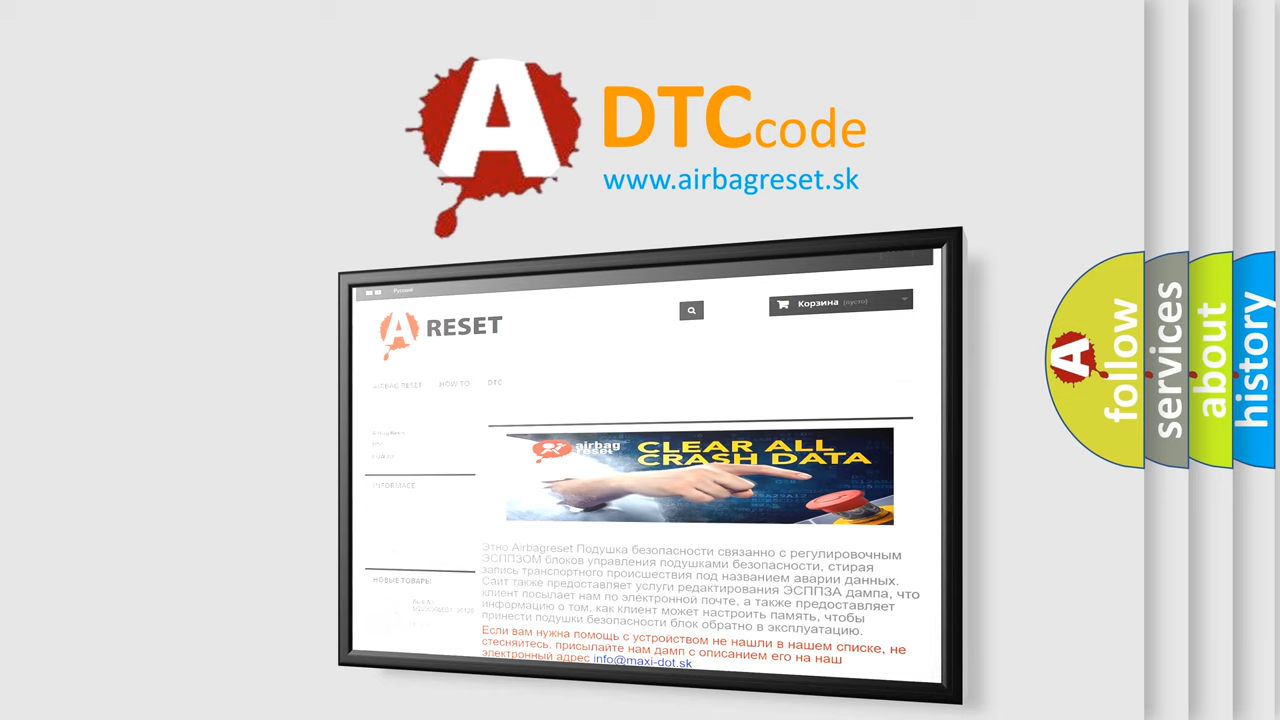 A
DTC code
www.airbagreset.sk
Русский
A RESET
Корзина (пусто)
AIRBAG RESET HOW TO DTC
INFORMACE
НОВЫЕ ТОВАРЫ
airbag
reset
CLEAR ALL
CRASH DATA
Этно Airbagreset Подушка безопасности связанно с регулировочным
ЭСППЗОМ блоков управления подушками безопасности, стирая
запись транспортного происшествия под названием аварии данных.
Сайт также предоставляет услуги редактирования ЭСППЗА дампа, что
клиент посылает нам по электронной почте, а также предоставляет
информацию о том, как клиент может настроить память, чтобы
принести подушки безопасности блок обратно в эксплуатацию.
Если вам нужна помощь с устройством не нашли в нашем списке, не
стесняйтесь, присылайте нам дамп с описанием его на наш
электронный адрес info@maxi-dot.sk
A
follow
services
about
history